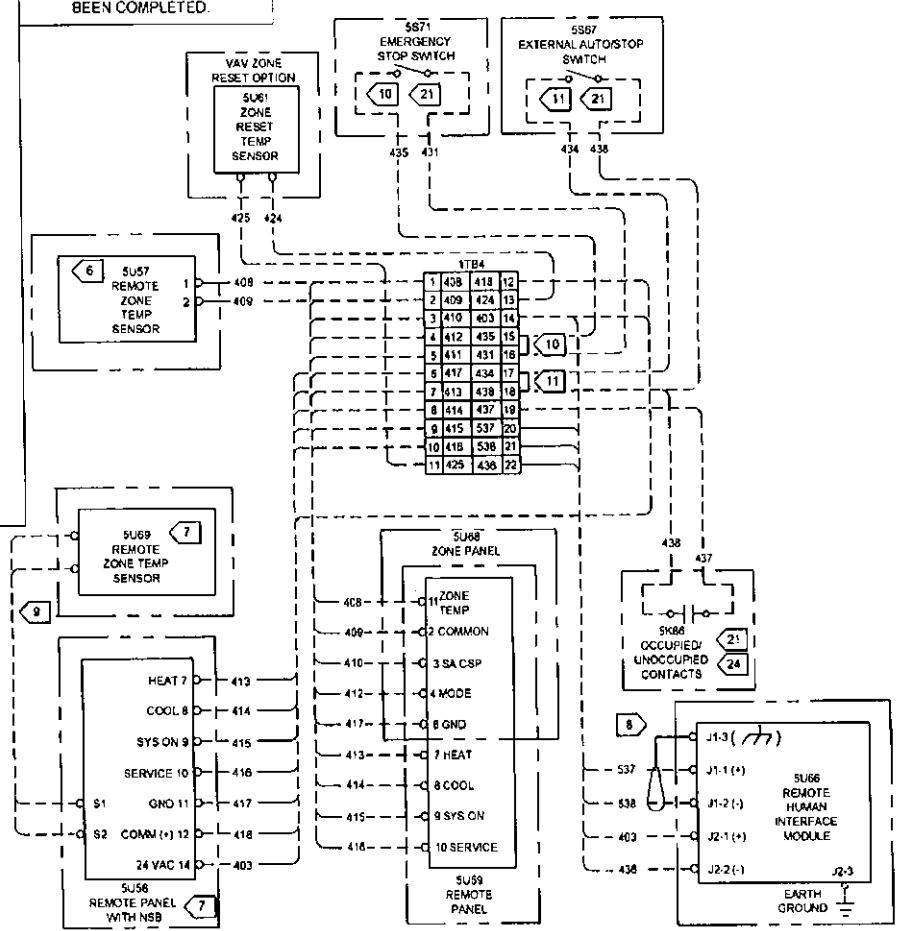 BEEN COMPLETED.
5S71
EMERGENCY
STOP SWITCH
10 21
435 431
5S67
EXTERNAL AUTO/STOP
SWITCH
11 21
434 438
VAV ZONE
RESET OPTION
5U61
ZONE
RESET
TEMP
SENSOR
425 424
6
5U57
REMOTE
ZONE
TEMP
SENSOR
1 408
2 409
1TB4
1 408 418 12
2 409 424 13
3 410 403 14
4 412 435 15
5 411 431 16
6 417 434 17
7 413 438 18
8 414 437 19
9 415 537 20
10 416 538 21
11 425 436 22
10
11
5U69
REMOTE
ZONE TEMP
SENSOR
7
9
HEAT 7 413
COOL 8 414
SYS ON 9 415
SERVICE 10 416
S1 GND 11 417
S2 COMM (+) 12 418
24 VAC 14 403
5U58
REMOTE PANEL
WITH NSB
7
5U68
ZONE PANEL
408 11 ZONE
TEMP
409 2 COMMON
410 3 SA CSP
412 4 MODE
417 6 GND
413 7 HEAT
414 8 COOL
415 9 SYS ON
416 10 SERVICE
5U59
REMOTE
PANEL
438 437
5K86
OCCUPIED/
UNOCCUPIED
CONTACTS
21
24
8
J1-3 ( )
537 J1-1 (+)
538 J1-2 (-)
403 J2-1 (+)
436 J2-2 (-)
5U66
REMOTE
HUMAN
INTERFACE
MODULE
J2-3
EARTH
GROUND